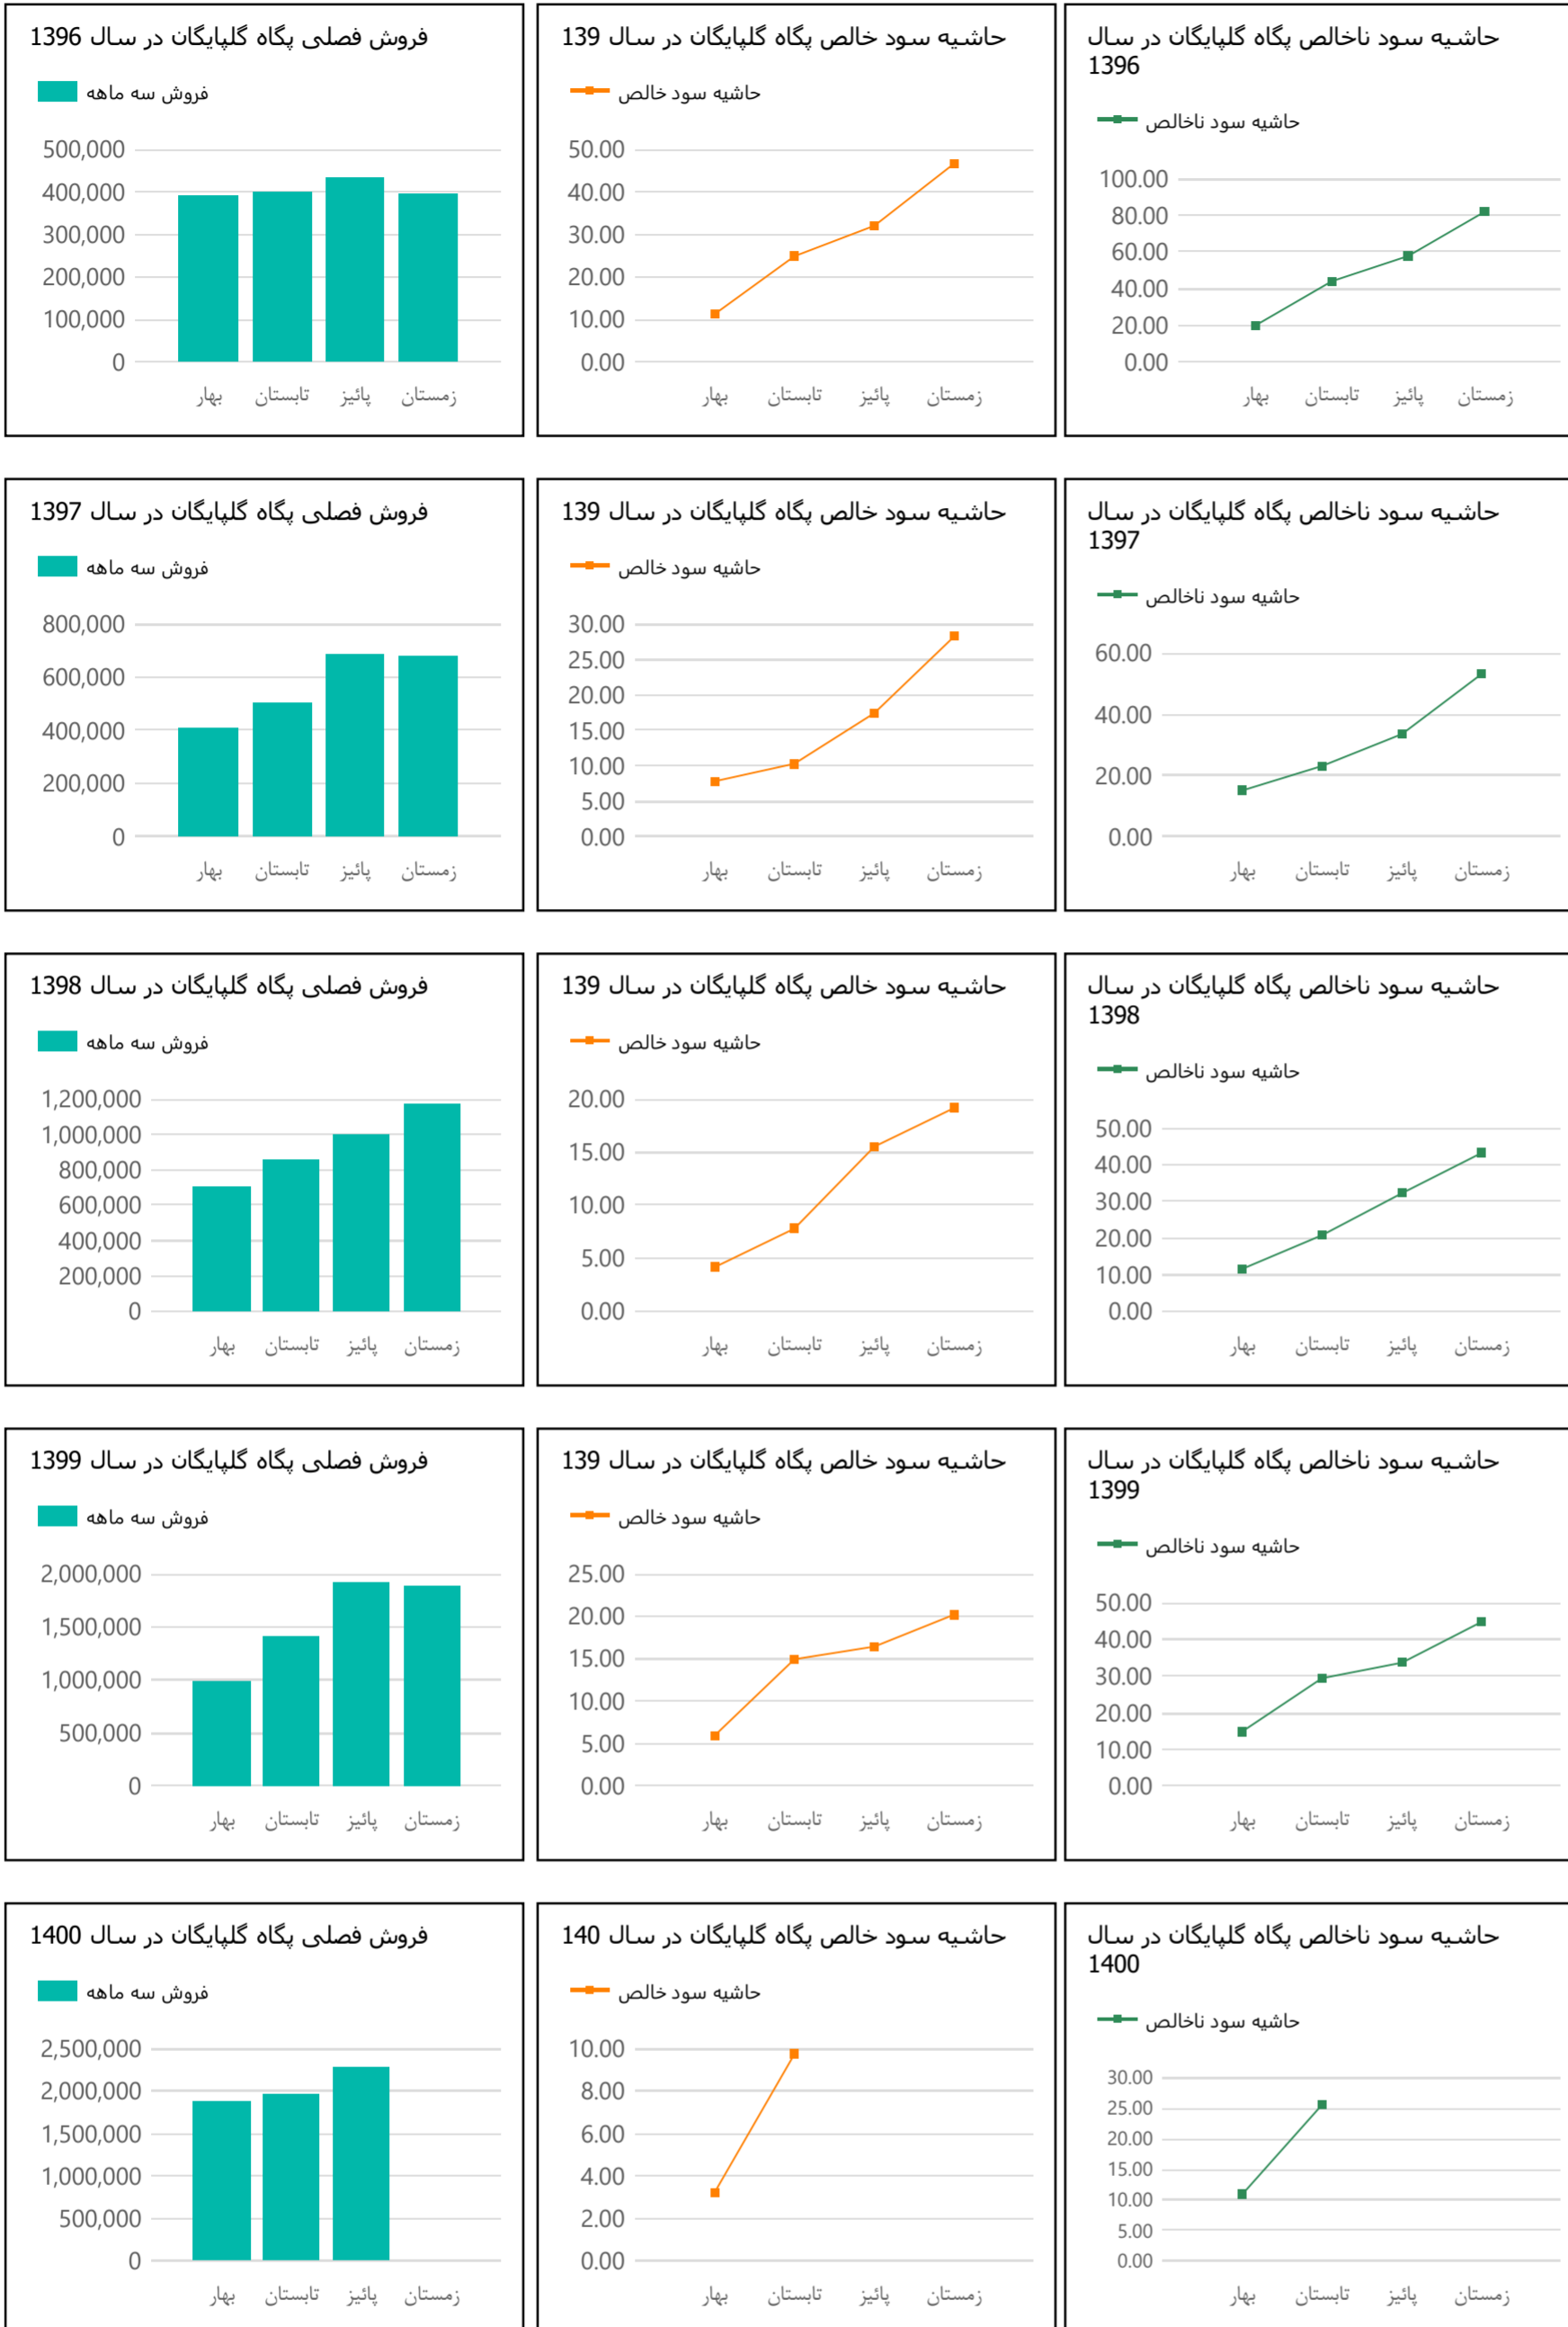 فروش فصلی پگاه گلپایگان در سال 1396
فروش سه ماهه
500,000
400,000
300,000
200,000
100,000
0
بهار تابستان پائیز زمستان
حاشیه سود خالص پگاه گلپایگان در سال 139
حاشیه سود خالص
50.00
40.00
30.00
20.00
10.00
0.00
بهار تابستان پائیز زمستان
حاشیه سود ناخالص پگاه گلپایگان در سال
1396
حاشیه سود ناخالص
100.00
80.00
60.00
40.00
20.00
0.00
بهار تابستان پائیز زمستان
فروش فصلی پگاه گلپایگان در سال 1397
فروش سه ماهه
800,000
600,000
400,000
200,000
0
بهار تابستان پائیز زمستان
حاشیه سود خالص پگاه گلپایگان در سال 139
حاشیه سود خالص
30.00
25.00
20.00
15.00
10.00
5.00
0.00
بهار تابستان پائیز زمستان
حاشیه سود ناخالص پگاه گلپایگان در سال
1397
حاشیه سود ناخالص
60.00
40.00
20.00
0.00
بهار تابستان پائیز زمستان
فروش فصلی پگاه گلپایگان در سال 1398
فروش سه ماهه
1,200,000
1,000,000
800,000
600,000
400,000
200,000
0
بهار تابستان پائیز زمستان
حاشیه سود خالص پگاه گلپایگان در سال 139
حاشیه سود خالص
20.00
15.00
10.00
5.00
0.00
بهار تابستان پائیز زمستان
حاشیه سود ناخالص پگاه گلپایگان در سال
1398
حاشیه سود ناخالص
50.00
40.00
30.00
20.00
10.00
0.00
بهار تابستان پائیز زمستان
فروش فصلی پگاه گلپایگان در سال 1399
فروش سه ماهه
2,000,000
1,500,000
1,000,000
500,000
0
بهار تابستان پائیز زمستان
حاشیه سود خالص پگاه گلپایگان در سال 139
حاشیه سود خالص
25.00
20.00
15.00
10.00
5.00
0.00
بهار تابستان پائیز زمستان
حاشیه سود ناخالص پگاه گلپایگان در سال
1399
حاشیه سود ناخالص
50.00
40.00
30.00
20.00
10.00
0.00
بهار تابستان پائیز زمستان
فروش فصلی پگاه گلپایگان در سال 1400
فروش سه ماهه
2,500,000
2,000,000
1,500,000
1,000,000
500,000
0
بهار تابستان پائیز زمستان
حاشیه سود خالص پگاه گلپایگان در سال 140
حاشیه سود خالص
10.00
8.00
6.00
4.00
2.00
0.00
بهار تابستان پائیز زمستان
حاشیه سود ناخالص پگاه گلپایگان در سال
1400
حاشیه سود ناخالص
30.00
25.00
20.00
15.00
10.00
5.00
0.00
بهار تابستان پائیز زمستان